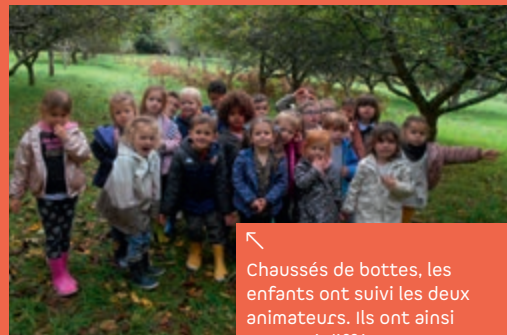 Chaussés de bottes, les
enfants ont suivi les deux
animateurs. Ils ont ainsi